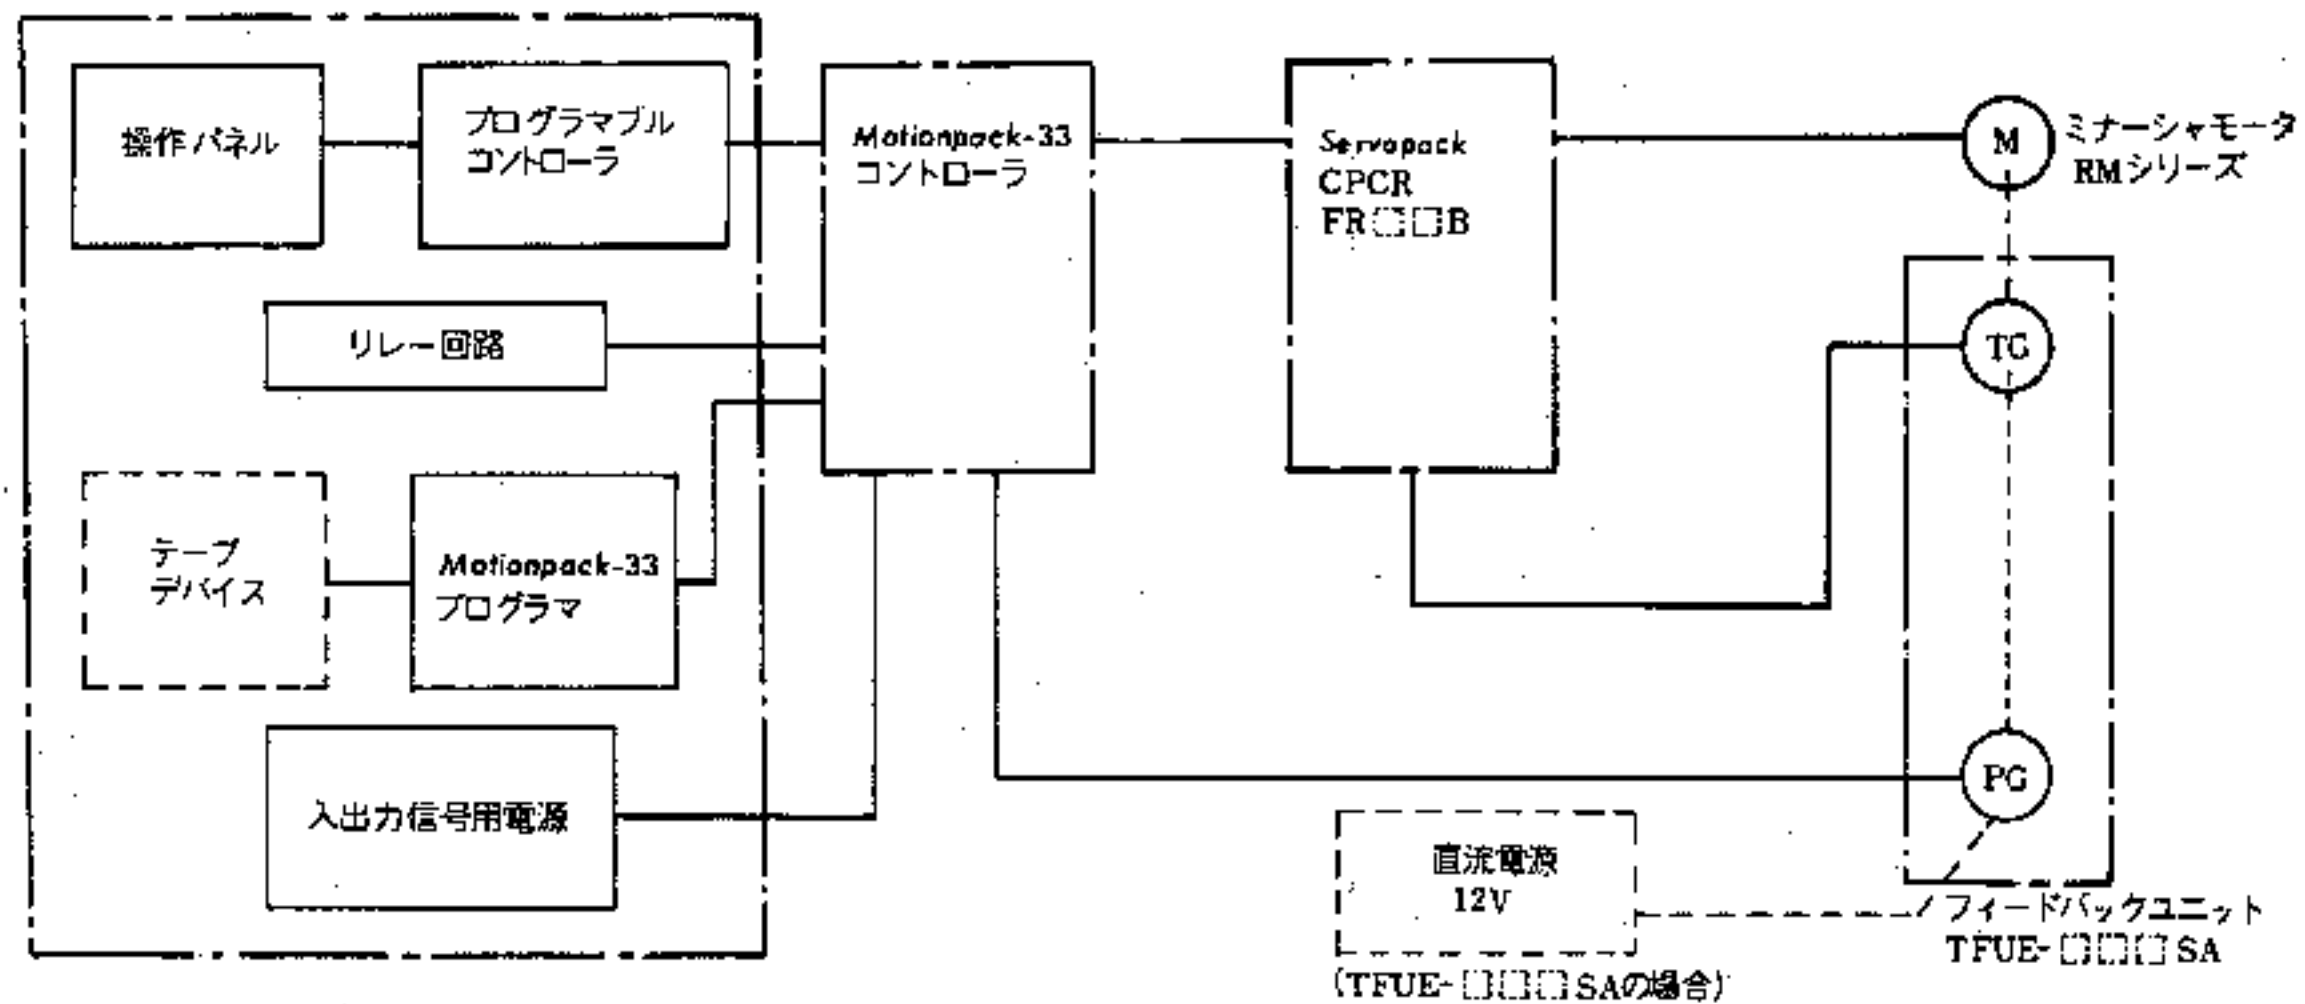 操作パネル
プログラマブル
コントローラ
Motionpack-33
コントローラ
Servopack
CPCR
FR□□B
M
ミナーシャモータ
RMシリーズ
リレー回路
TG
テープ
デバイス
Motionpack-33
プログラマ
PG
入出力信号用電源
直流電源
12V
(TFUE-□□□SAの場合)
フィードバックユニット
TFUE-□□□SA